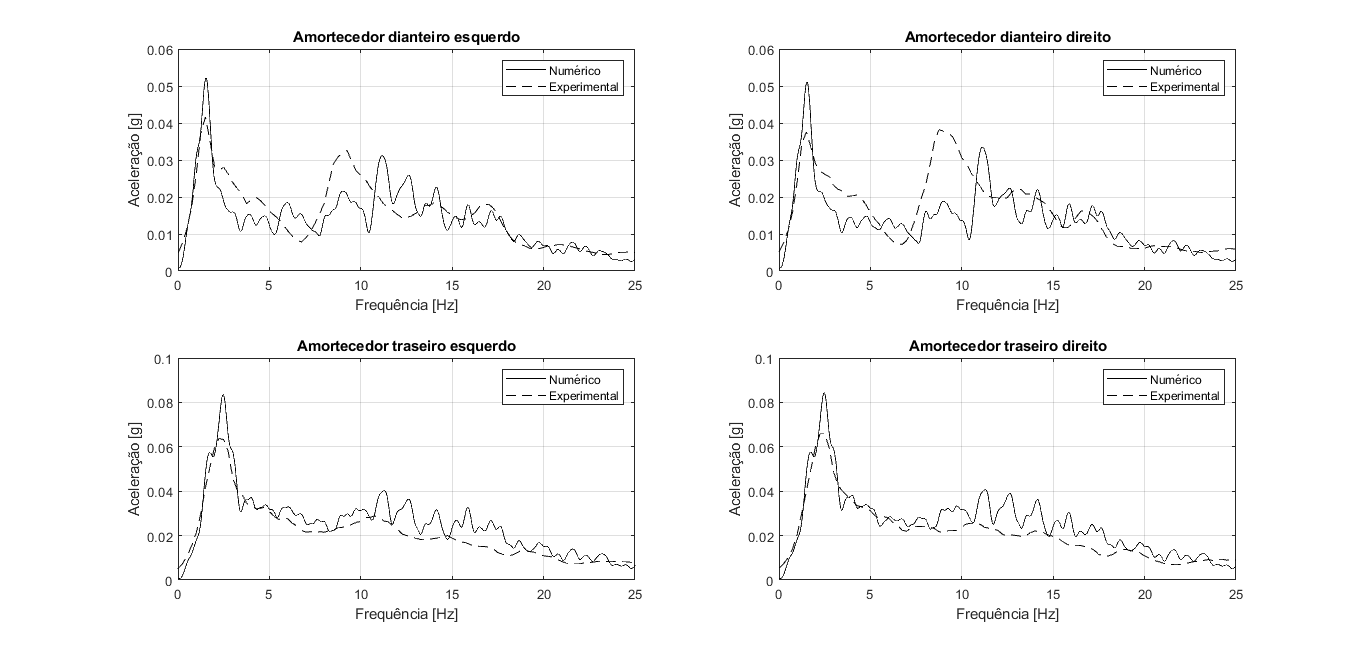 Amortecedor dianteiro esquerdo
0.06
0.05
0.04
0.03
0.02
0.01
0
Aceleração [g]
Numérico
Experimental
0 5 10 15 20 25
Frequência [Hz]
Amortecedor dianteiro direito
0.06
0.05
0.04
0.03
0.02
0.01
0
Aceleração [g]
Numérico
Experimental
0 5 10 15 20 25
Frequência [Hz]
Amortecedor traseiro esquerdo
0.1
0.08
0.06
0.04
0.02
0
Aceleração [g]
Numérico
Experimental
0 5 10 15 20 25
Frequência [Hz]
Amortecedor traseiro direito
0.1
0.08
0.06
0.04
0.02
0
Aceleração [g]
Numérico
Experimental
0 5 10 15 20 25
Frequência [Hz]